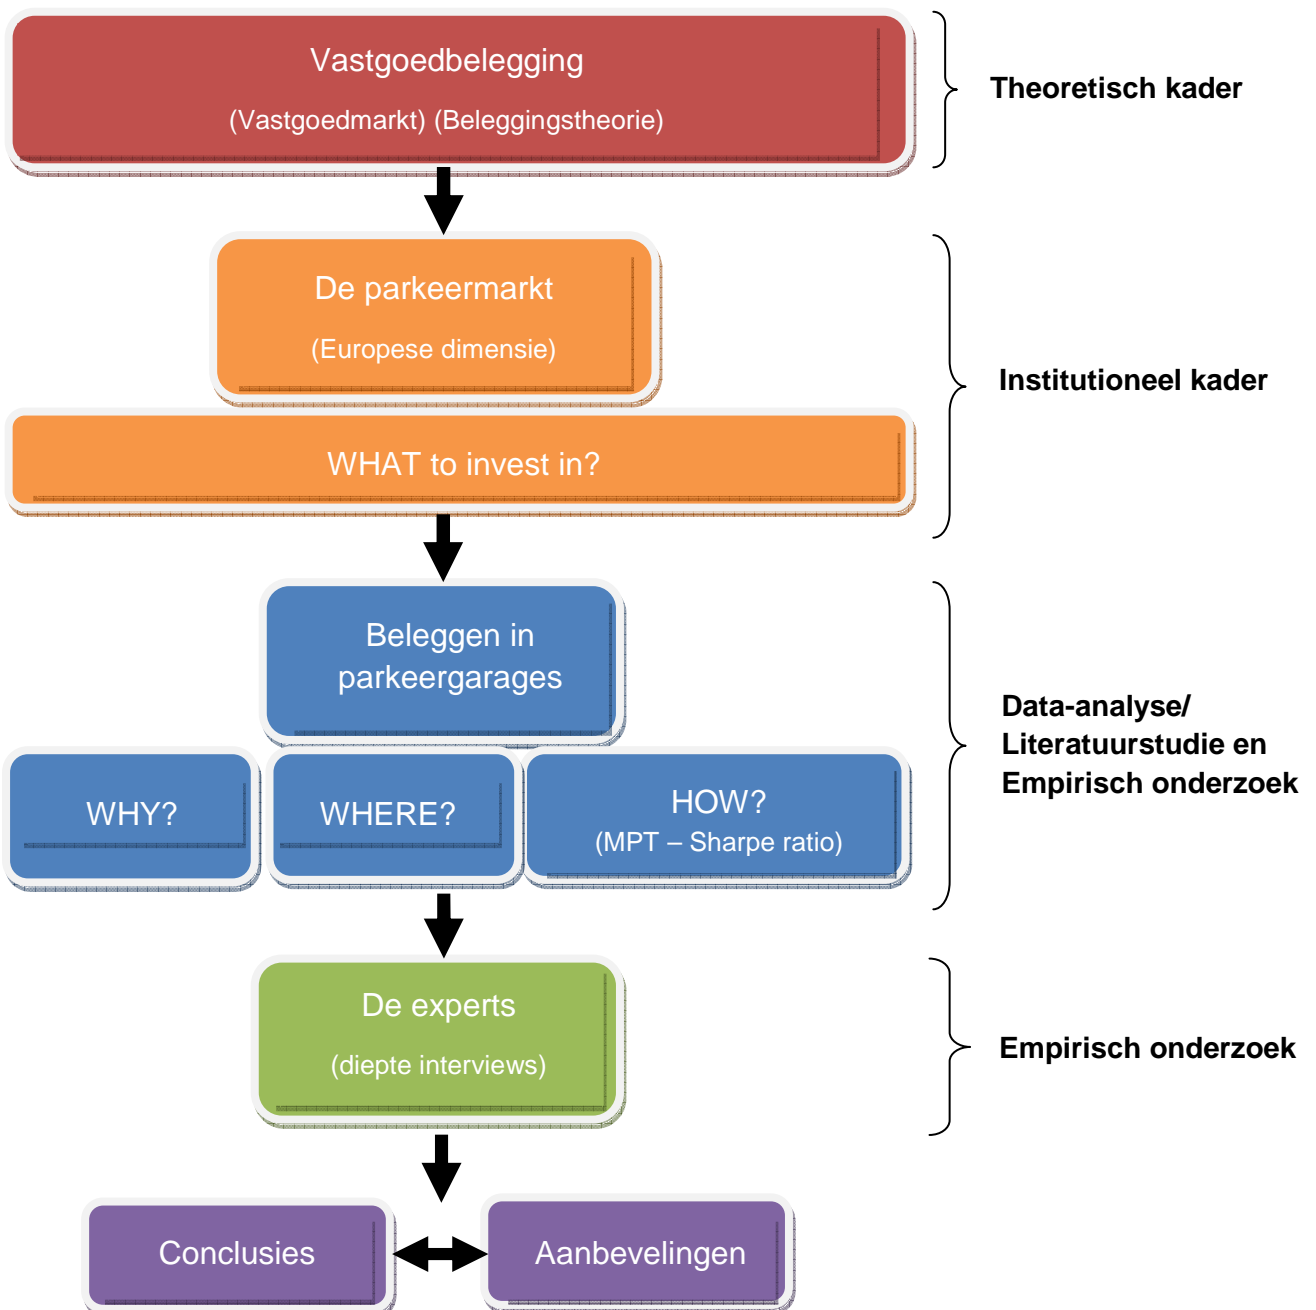 Vastgoedbelegging
(Vastgoedmarkt) (Beleggingstheorie)
Theoretisch kader
De parkeermarkt
(Europese dimensie)
WHAT to invest in?
Institutioneel kader
Beleggen in
parkeergarages
WHY?
WHERE?
HOW?
(MPT – Sharpe ratio)
Data-analyse/
Literatuurstudie en
Empirisch onderzoek
De experts
(diepte interviews)
Empirisch onderzoek
Conclusies
Aanbevelingen